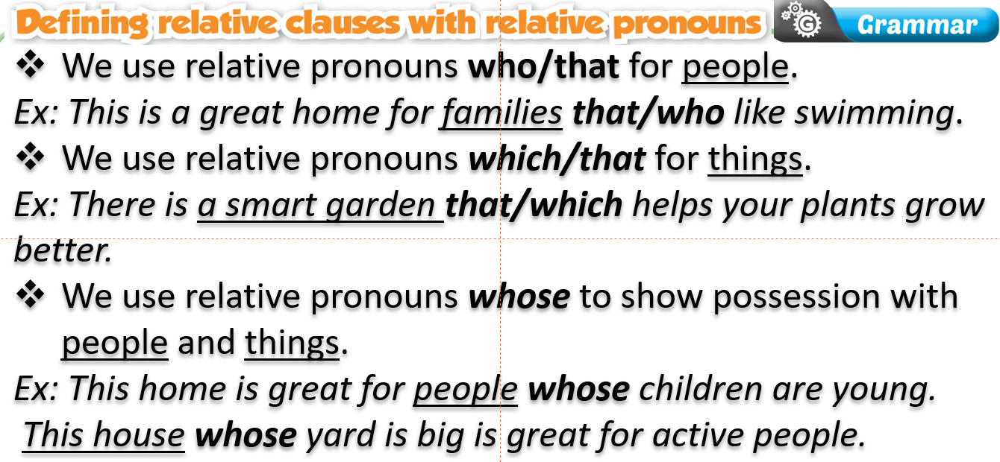 Defining relative clauses with relative pronouns
G Grammar
❖ We use relative pronouns who/that for people.
Ex: This is a great home for families that/who like swimming.
❖ We use relative pronouns which/that for things.
Ex: There is a smart garden that/which helps your plants grow
better.
❖ We use relative pronouns whose to show possession with
people and things.
Ex: This home is great for people whose children are young.
This house whose yard is big is great for active people.